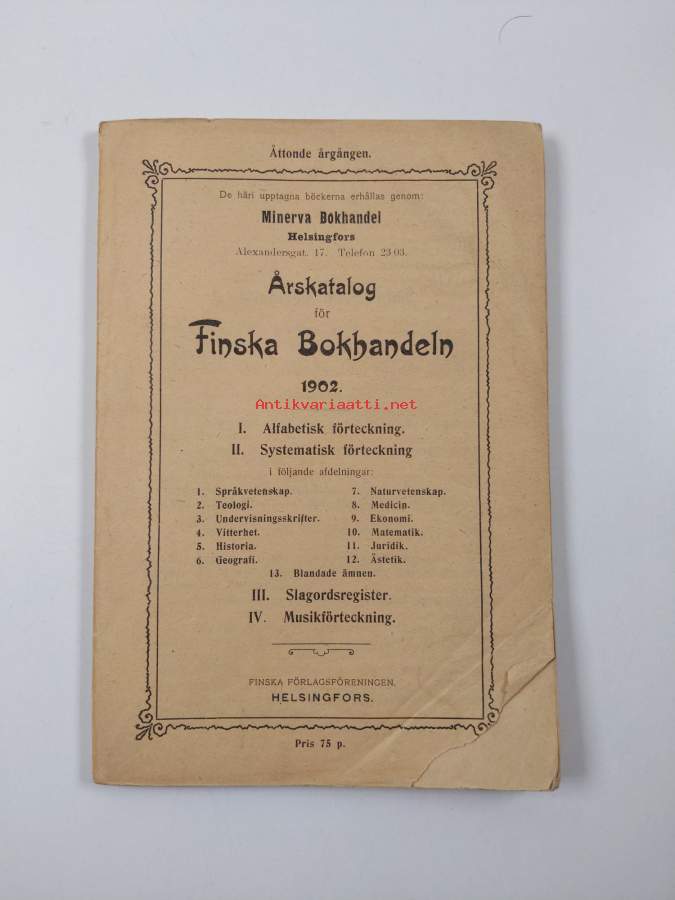 Åttonde årgången.
De häri upptagna böckerna erhållas genom:
Minerva Bokhandel
Helsingfors
Alexandersgat. 17. Telefon 23 03.
Årskatalog
för
Finska Bokhandeln
1902.
Antikvariaatti.net
I. Alfabetisk förteckning.
II. Systematisk förteckning
i följande afdelningar:
1. Språkvetenskap.
2. Teologi.
3. Undervisningsskrifter.
4. Vitterhet.
5. Historia.
6. Geografi.
7. Naturvetenskap.
8. Medicin.
9. Ekonomi.
10. Matematik.
11. Juridik.
12. Ästetik.
13. Blandade ämnen.
III. Slagordsregister.
IV. Musikförteckning.
FINSKA FÖRLAGSFÖRENINGEN.
HELSINGFORS.
Pris 75 p.